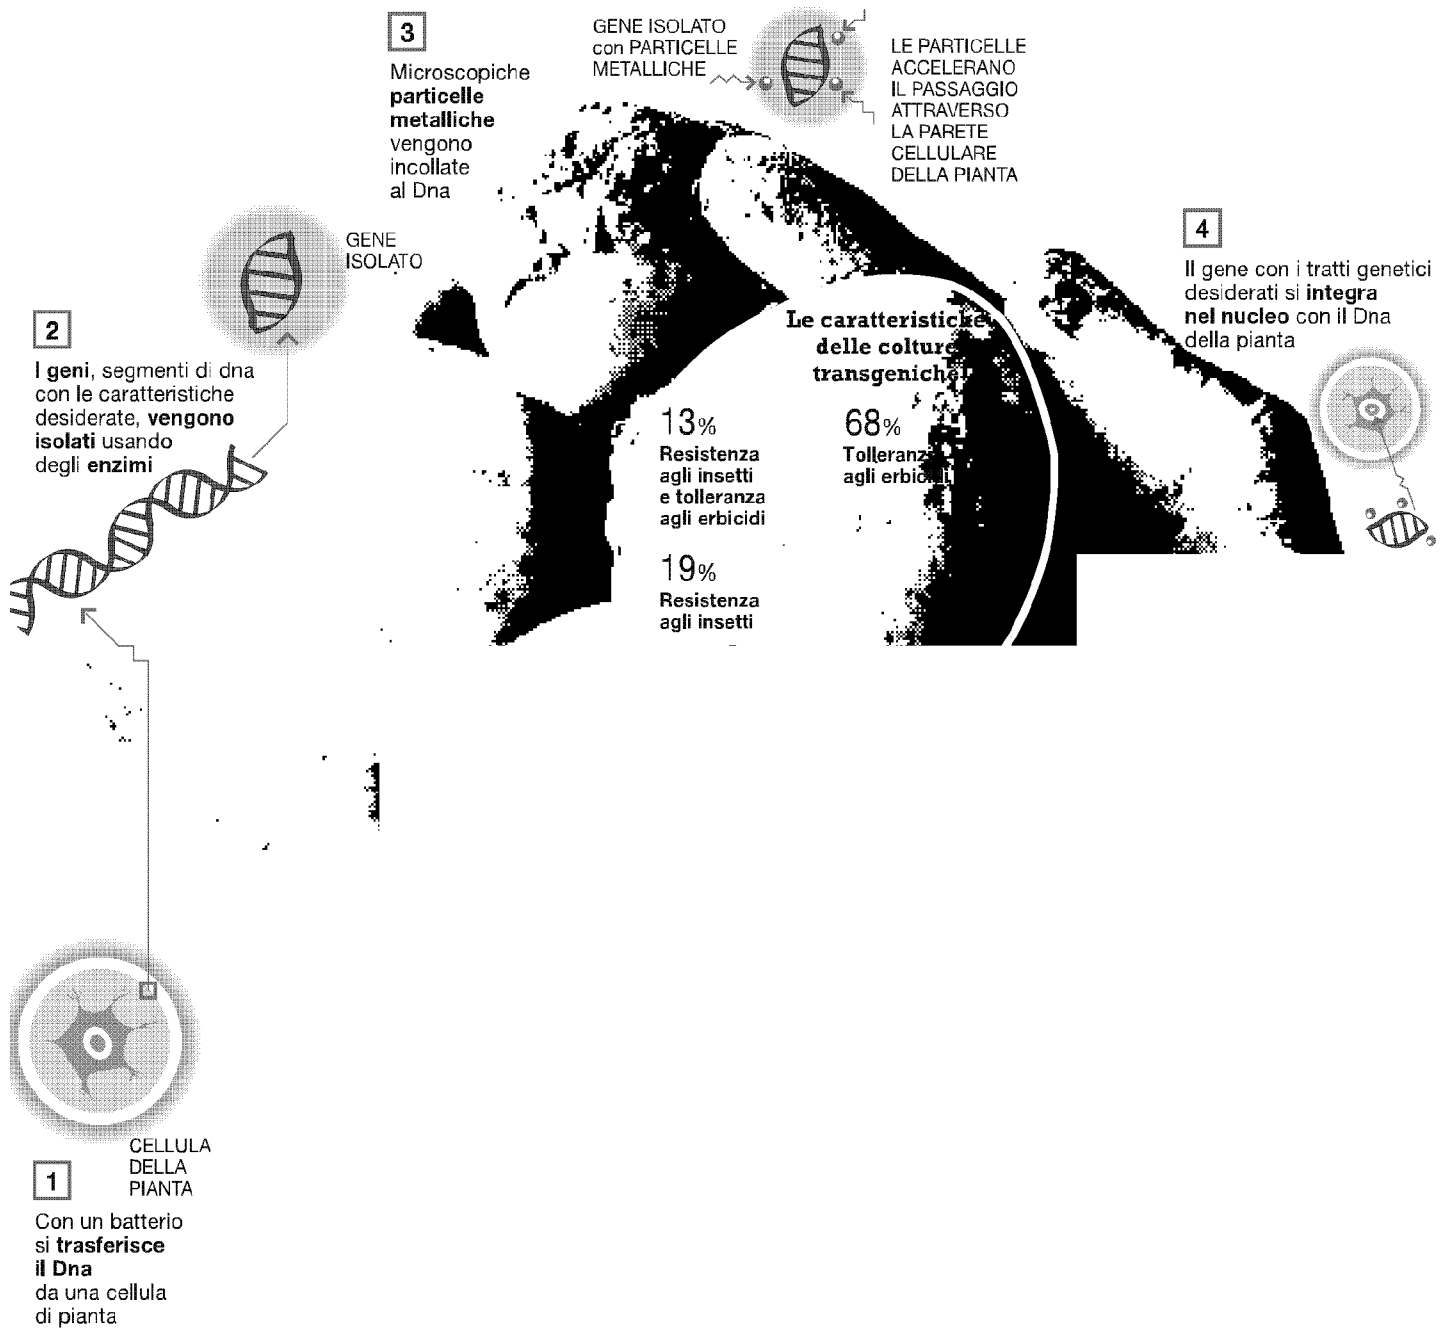 3
Microscopiche
particelle
metalliche
vengono
incollate
al Dna
GENE ISOLATO
con PARTICELLE
METALLICHE
LE PARTICELLE
ACCELERANO
IL PASSAGGIO
ATTRAVERSO
LA PARETE
CELLULARE
DELLA PIANTA
4
Il gene con i tratti genetici
desiderati si integra
nel nucleo con il Dna
della pianta
GENE
ISOLATO
2
I geni, segmenti di dna
con le caratteristiche
desiderate, vengono
isolati usando
degli enzimi
Le caratteristiche
delle colture
transgeniche
13%
Resistenza
agli insetti
e tolleranza
agli erbicidi
68%
Tolleranza
agli erbicidi
19%
Resistenza
agli insetti
CELLULA
DELLA
PIANTA
1
Con un batterio
si trasferisce
il Dna
da una cellula
di pianta